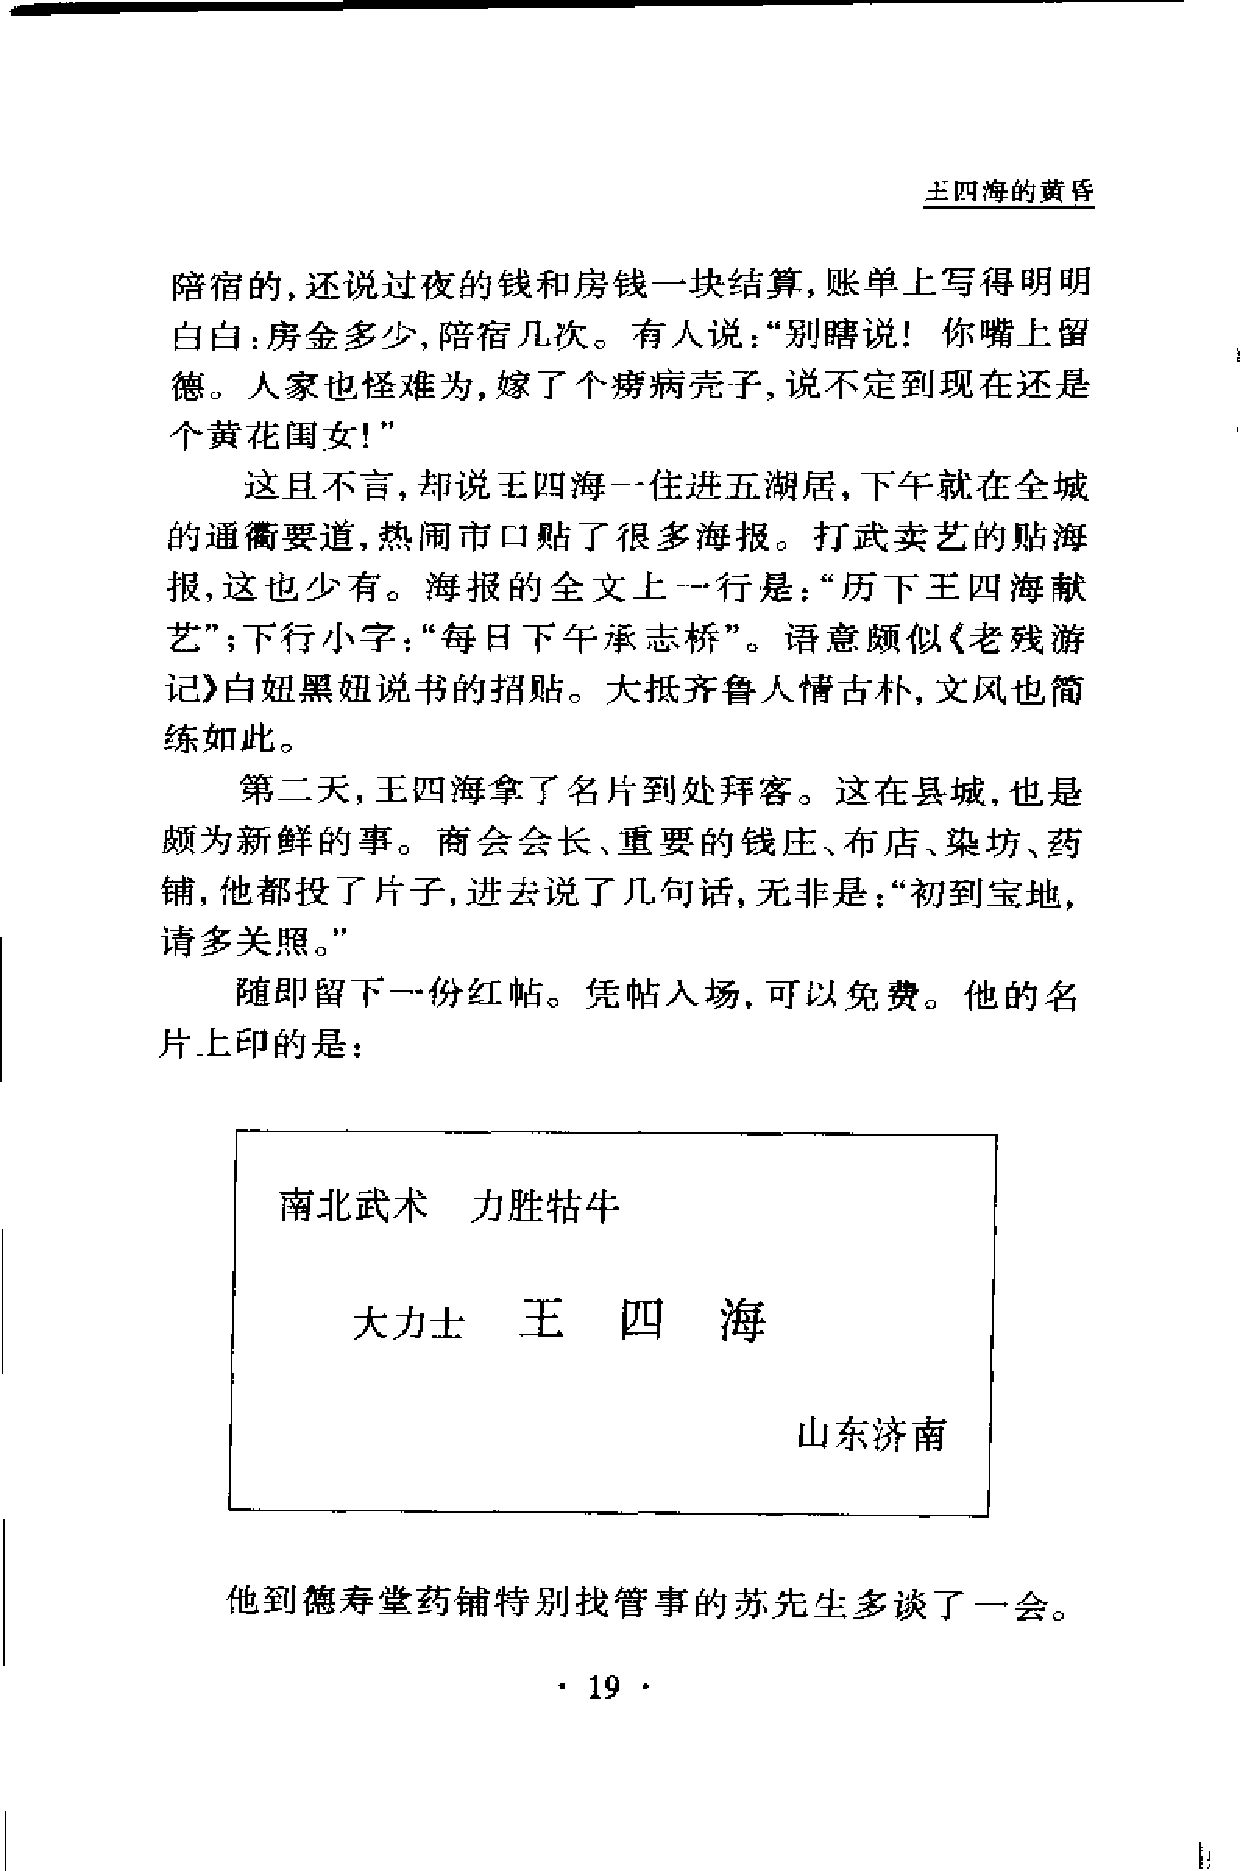 王四海的黄昏
陪宿的,还说过夜的钱和房钱一块结算,账单上写得明明
白白:房金多少,陪宿几次。有人说:“别瞎说! 你嘴上留
德。人家也怪难为,嫁了个痨病壳子,说不定到现在还是
个黄花闺女!”
这且不言,却说王四海一住进五湖居,下午就在全城
的通衢要道,热闹市口贴了很多海报。打武卖艺的贴海
报,这也少有。海报的全文上一行是:“历下王四海献
艺”;下行小字:“每日下午承志桥”。语意颇似《老残游
记》白妞黑妞说书的招贴。大抵齐鲁人情古朴,文风也简
练如此。
第二天,王四海拿了名片到处拜客。这在县城,也是
颇为新鲜的事。商会会长、重要的钱庄、布店、染坊、药
铺,他都投了片子,进去说了几句话,无非是:“初到宝地,
请多关照。”
随即留下一份红帖。凭帖入场,可以免费。他的名
片上印的是:
南北武术 力胜牯牛
大力士 王 四 海
山东济南
他到德寿堂药铺特别找管事的苏先生多谈了一会。
· 19 ·